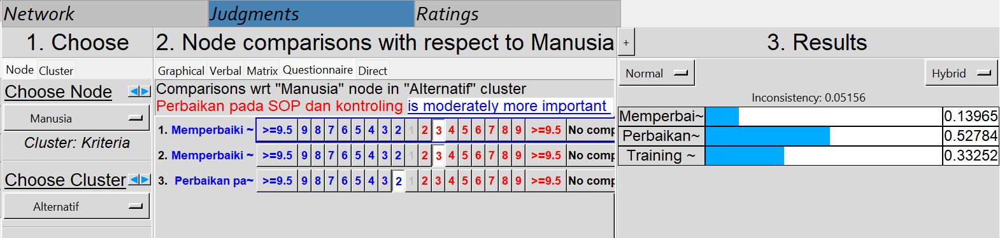 Network Judgments Ratings
1. Choose
Node Cluster
Choose Node
Manusia
Cluster: Kriteria
Choose Cluster
Alternatif
2. Node comparisons with respect to Manusia
Graphical Verbal Matrix Questionnaire Direct
Comparisons wrt "Manusia" node in "Alternatif" cluster
Perbaikan pada SOP dan kontroling is moderately more important
1. Memperbaiki ~ >=9.5 9 8 7 6 5 4 3 2 1 2 3 4 5 6 7 8 9 >=9.5 No comp
2. Memperbaiki ~ >=9.5 9 8 7 6 5 4 3 2 1 2 3 4 5 6 7 8 9 >=9.5 No comp
3. Perbaikan pa~ >=9.5 9 8 7 6 5 4 3 2 1 2 3 4 5 6 7 8 9 >=9.5 No comp
+ 3. Results
Normal Hybrid
Inconsistency: 0.05156
Memperbai~ 0.13965
Perbaikan~ 0.52784
Training ~ 0.33252